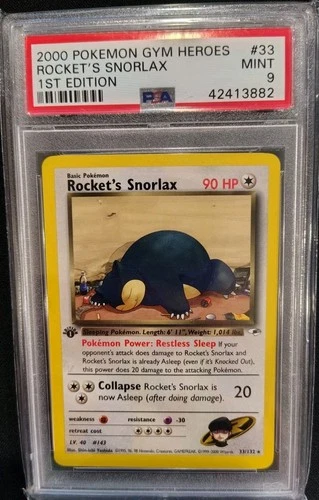 2000 POKEMON GYM HEROES #33
ROCKET'S SNORLAX MINT
1ST EDITION 9
PSA 42413882
Basic Pokémon
Rocket's Snorlax 90 HP
Sleeping Pokémon. Length: 6' 11", Weight: 1,014 lbs.
Pokémon Power: Restless Sleep If your
opponent's attack does damage to Rocket's Snorlax and
Rocket's Snorlax is already Asleep (even if it's Knocked Out),
this power does 20 damage to the attacking Pokémon.
Collapse Rocket's Snorlax is 20
now Asleep (after doing damage).
weakness resistance -30
retreat cost
LV. 40 #143
33/132